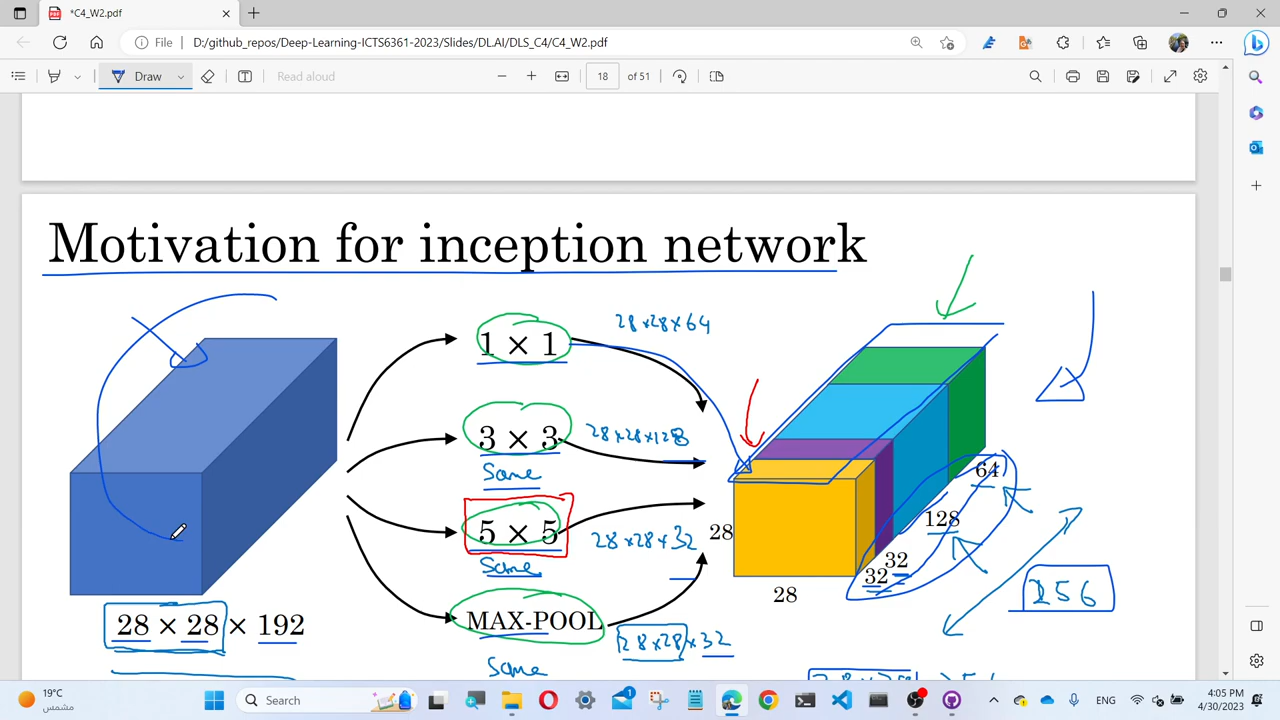 *C4_W2.pdf
File
D:/github_repos/Deep-Learning-ICTS6361-2023/Slides/DL.AI/DLS_C4/C4_W2.pdf
Draw
Read aloud
18 of 51
Motivation for inception network
1 × 1
28×28×64
3 × 3
28×28×128
Same
64
5 × 5
28×28×32
28
128
Same
32
32
28
256
28 × 28 × 192
MAX-POOL
28×28×32
Same
19°C
مشمس
Search
1
ENG
4:05 PM
4/30/2023